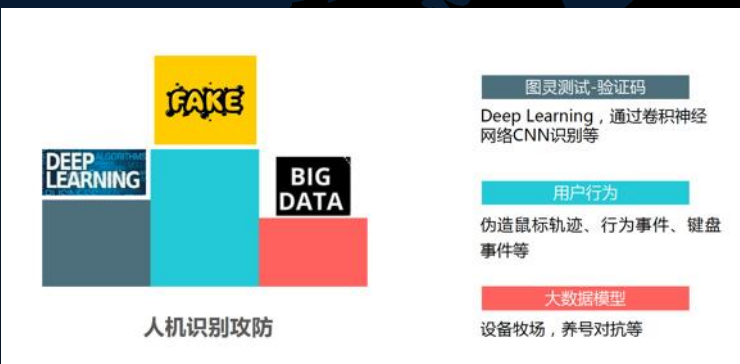 FAKE
DEEP
LEARNING
ALGORITHMS
BIG
DATA
人机识别攻防
图灵测试-验证码
Deep Learning，通过卷积神经
网络CNN识别等
用户行为
伪造鼠标轨迹、行为事件、键盘
事件等
大数据模型
设备牧场，养号对抗等